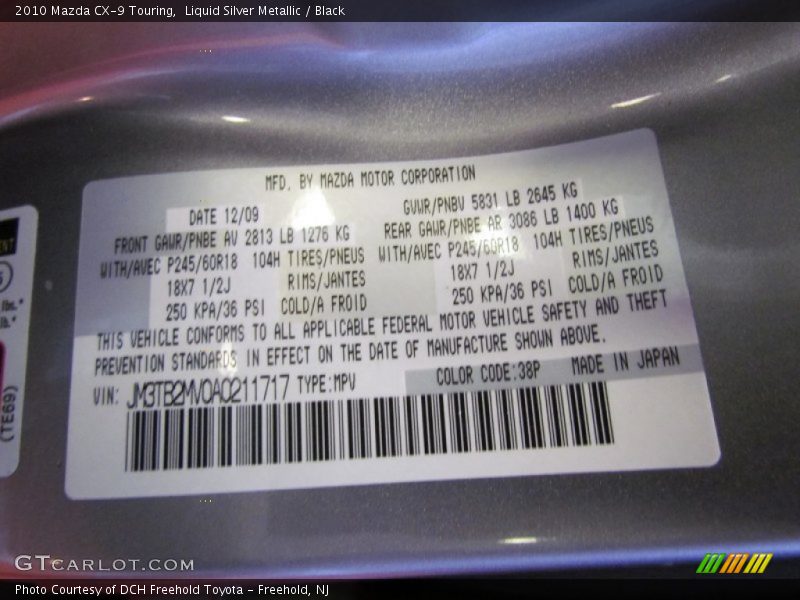 2010 Mazda CX-9 Touring,  Liquid Silver Metallic / Black
MFD. BY MAZDA MOTOR CORPORATION
DATE 12/09
GVWR/PNBV 5831 LB 2645 KG
FRONT GAWR/PNBE AV 2813 LB 1276 KG
REAR GAWR/PNBE AR 3086 LB 1400 KG
WITH/AVEC P245/60R18 104H TIRES/PNEUS
WITH/AVEC P245/60R18 104H TIRES/PNEUS
18X7 1/2J RIMS/JANTES
18X7 1/2J RIMS/JANTES
250 KPA/36 PSI COLD/A FROID
250 KPA/36 PSI COLD/A FROID
THIS VEHICLE CONFORMS TO ALL APPLICABLE FEDERAL MOTOR VEHICLE SAFETY AND THEFT
PREVENTION STANDARDS IN EFFECT ON THE DATE OF MANUFACTURE SHOWN ABOVE.
VIN: JM3TB2MV0A0211717 TYPE:MPV
COLOR CODE:38P MADE IN JAPAN
(TE69)
GTCARLOT.COM
Photo Courtesy of DCH Freehold Toyota - Freehold, NJ